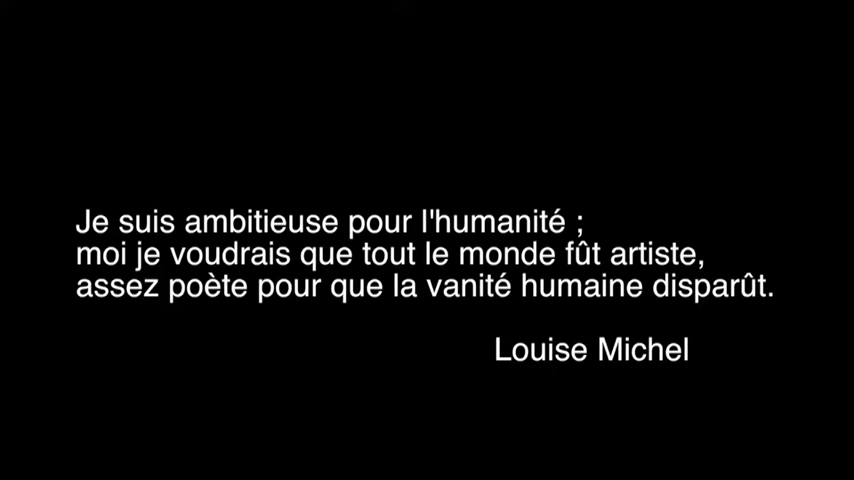 Je suis ambitieuse pour l'humanité ;
moi je voudrais que tout le monde fût artiste,
assez poète pour que la vanité humaine disparût.
Louise Michel